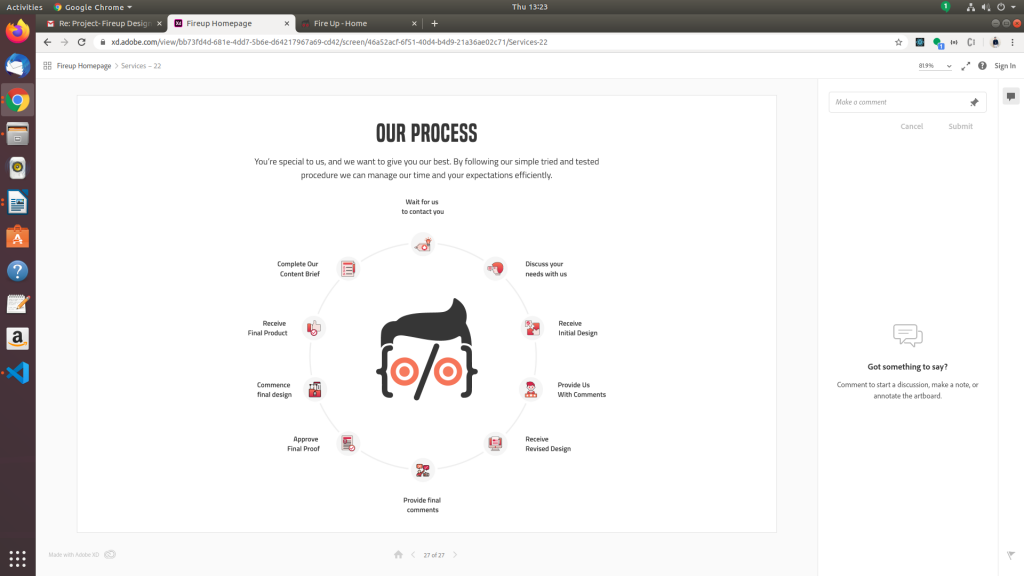 Activities
Google Chrome
Thu 13:23
1
Re: Project- Fireup Design
Fireup Homepage
Fire Up - Home
xd.adobe.com/view/bb73fd4d-681e-4dd7-5b6e-d64217967a69-cd42/screen/46a52acf-6f51-40d4-b4d9-21a36ae02c71/Services-22
Fireup Homepage
Services – 22
81.9%
Sign In
OUR PROCESS
You're special to us, and we want to give you our best. By following our simple tried and tested
procedure we can manage our time and your expectations efficiently.
Wait for us
to contact you
Discuss your
needs with us
Receive
Initial Design
Provide Us
With Comments
Receive
Revised Design
Provide final
comments
Approve
Final Proof
Commence
final design
Receive
Final Product
Complete Our
Content Brief
Make a comment
Cancel
Submit
Got something to say?
Comment to start a discussion, make a note, or
annotate the artboard.
Made with Adobe XD
27 of 27